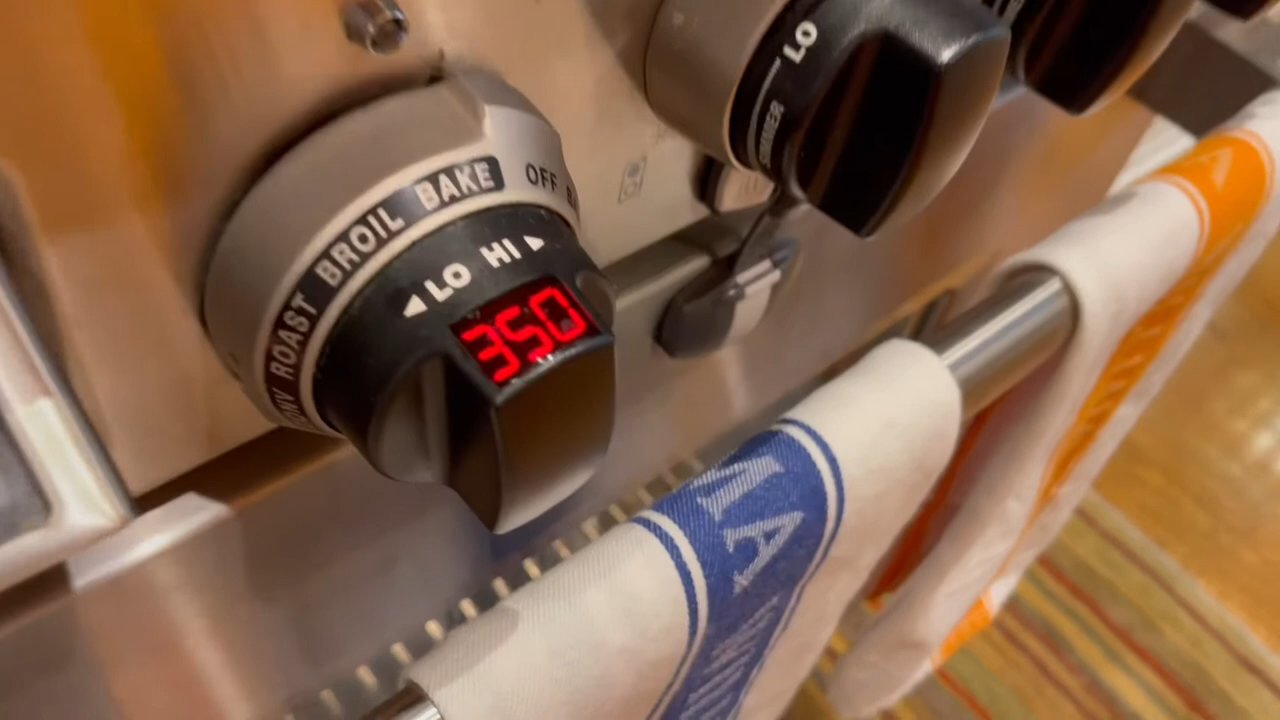 LO
SIMMER
OFF
BAKE
BROIL
ROAST
◀ LO HI ▶
350